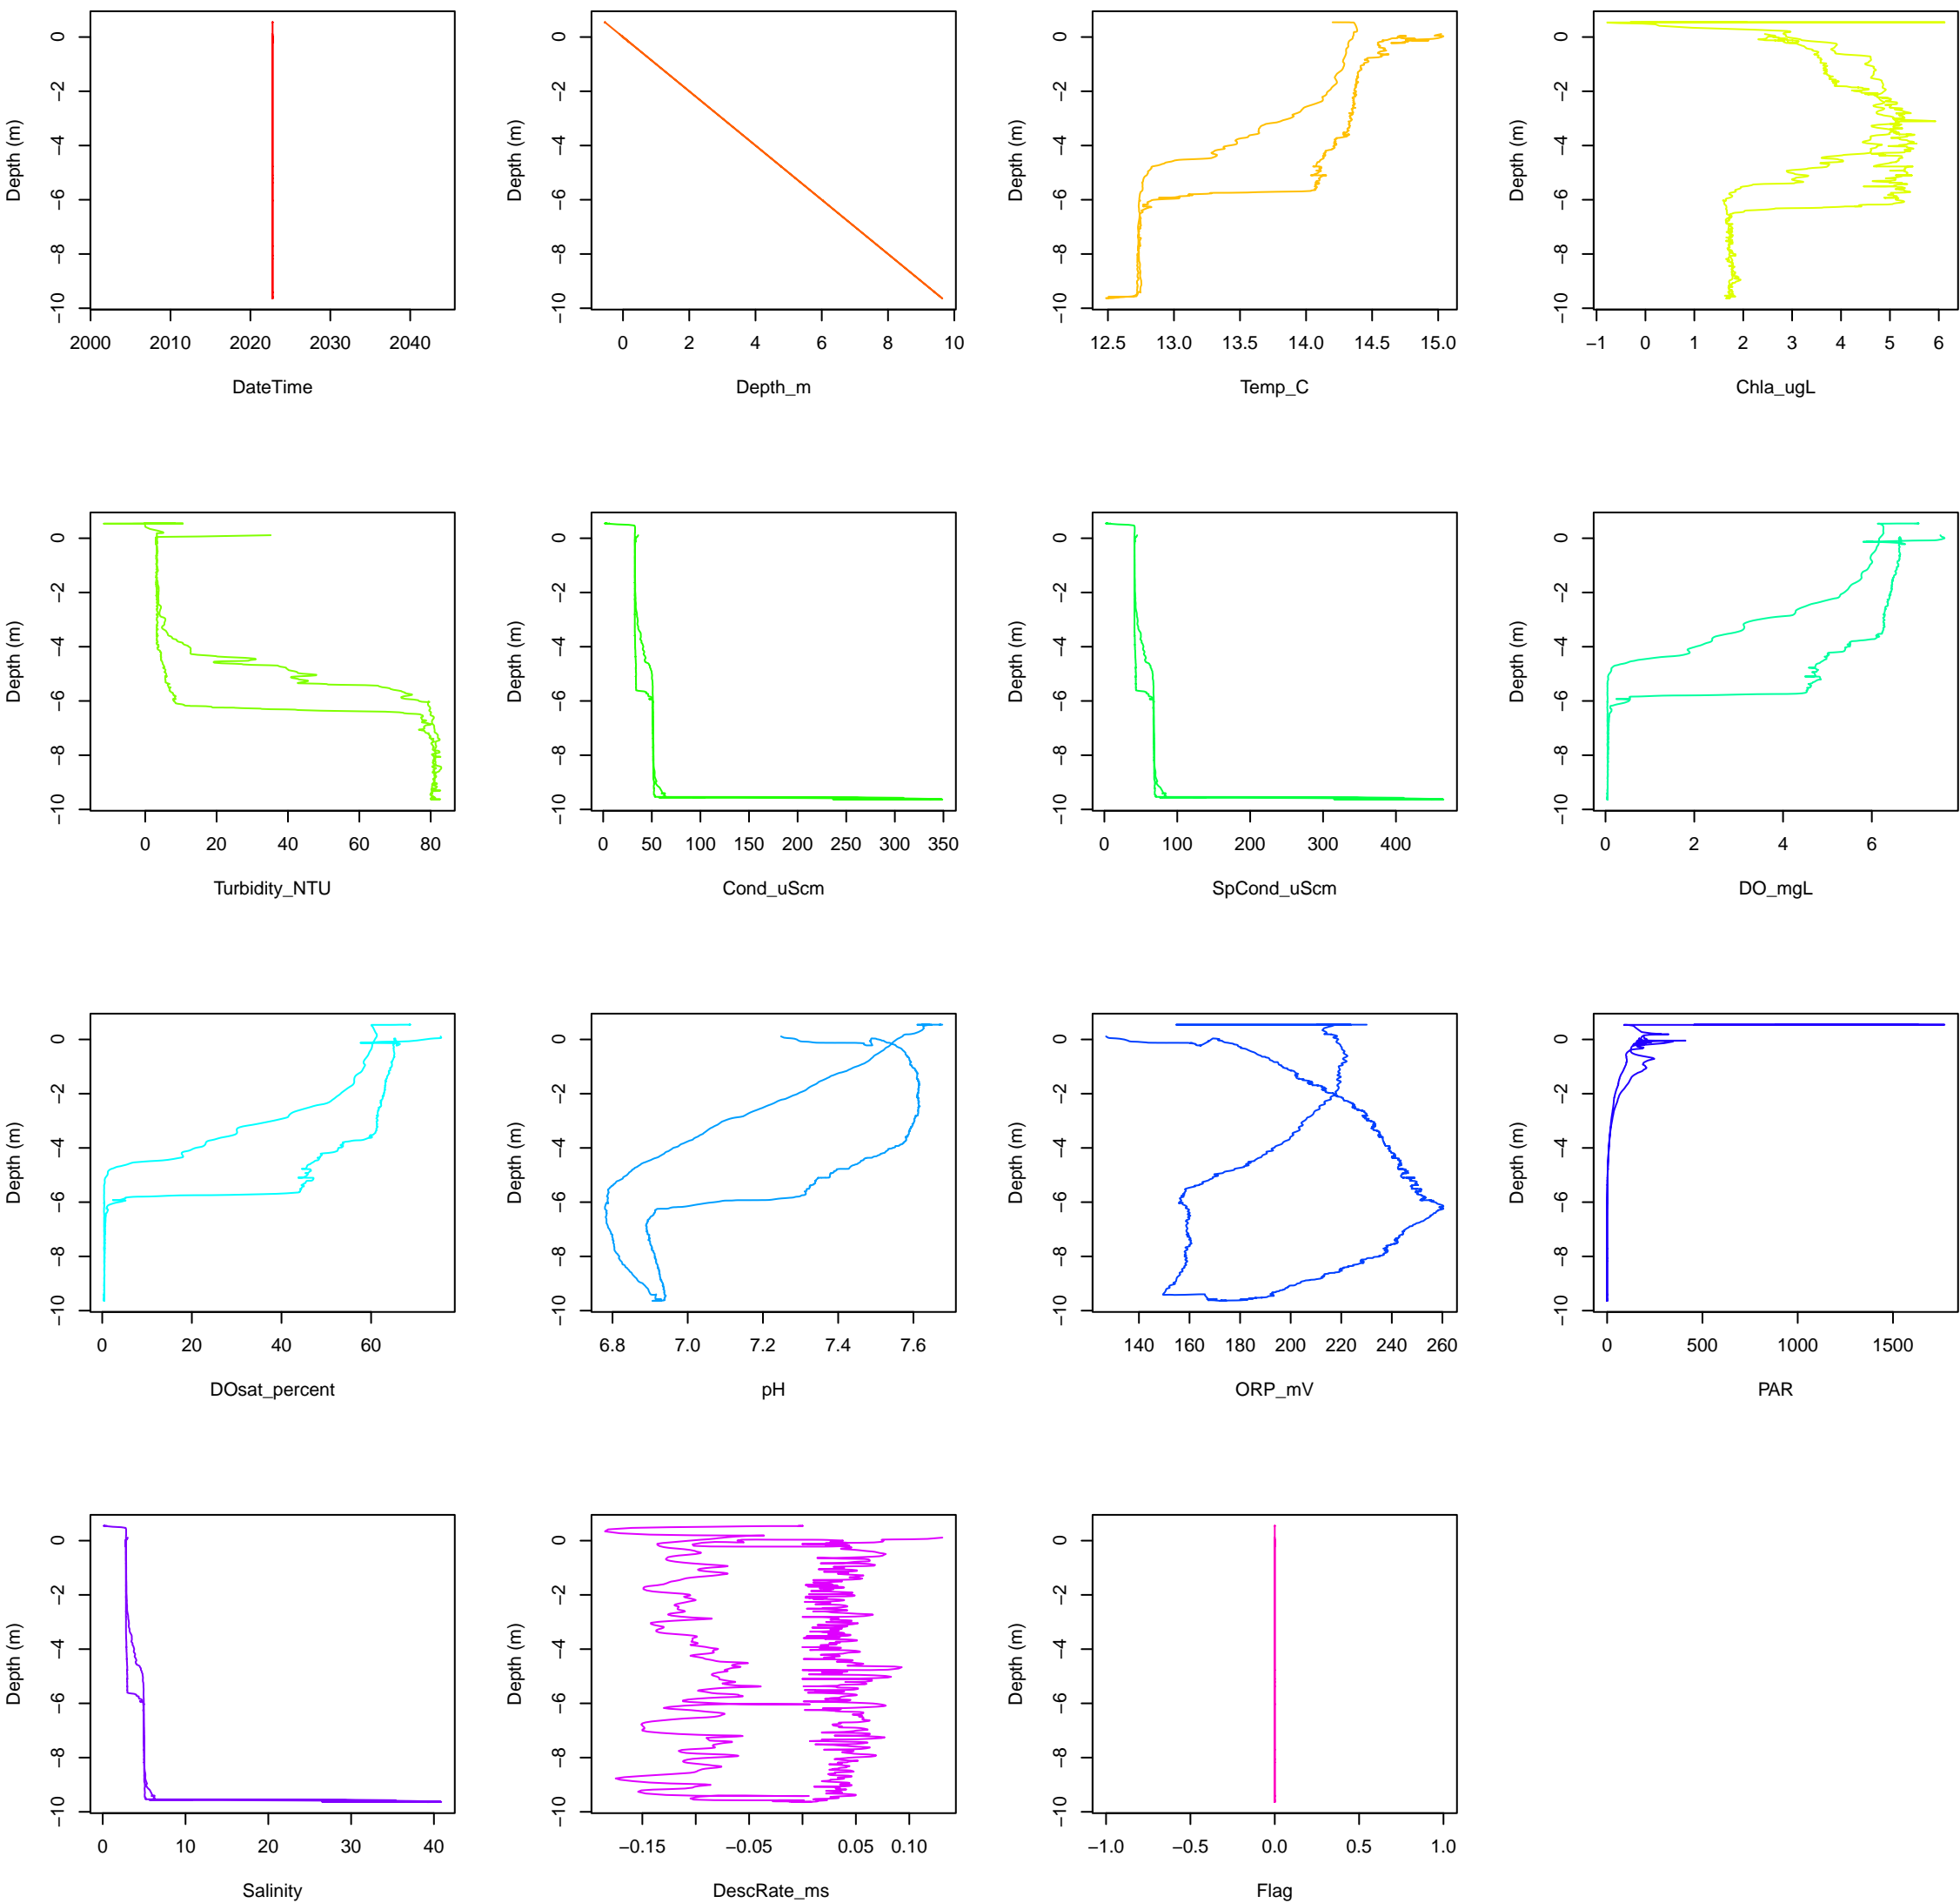 Depth (m)
0
−2
−4
−6
−8
−10
2000 2010 2020 2030 2040
DateTime
Depth (m)
0
−2
−4
−6
−8
−10
0 2 4 6 8 10
Depth_m
Depth (m)
0
−2
−4
−6
−8
−10
12.5 13.0 13.5 14.0 14.5 15.0
Temp_C
Depth (m)
0
−2
−4
−6
−8
−10
−1 0 1 2 3 4 5 6
Chla_ugL
Depth (m)
0
−2
−4
−6
−8
−10
0 20 40 60 80
Turbidity_NTU
Depth (m)
0
−2
−4
−6
−8
−10
0 50 100 150 200 250 300 350
Cond_uScm
Depth (m)
0
−2
−4
−6
−8
−10
0 100 200 300 400
SpCond_uScm
Depth (m)
0
−2
−4
−6
−8
−10
0 2 4 6
DO_mgL
Depth (m)
0
−2
−4
−6
−8
−10
0 20 40 60
DOsat_percent
Depth (m)
0
−2
−4
−6
−8
−10
6.8 7.0 7.2 7.4 7.6
pH
Depth (m)
0
−2
−4
−6
−8
−10
140 160 180 200 220 240 260
ORP_mV
Depth (m)
0
−2
−4
−6
−8
−10
0 500 1000 1500
PAR
Depth (m)
0
−2
−4
−6
−8
−10
0 10 20 30 40
Salinity
Depth (m)
0
−2
−4
−6
−8
−10
−0.15 −0.05 0.05 0.10
DescRate_ms
Depth (m)
0
−2
−4
−6
−8
−10
−1.0 −0.5 0.0 0.5 1.0
Flag